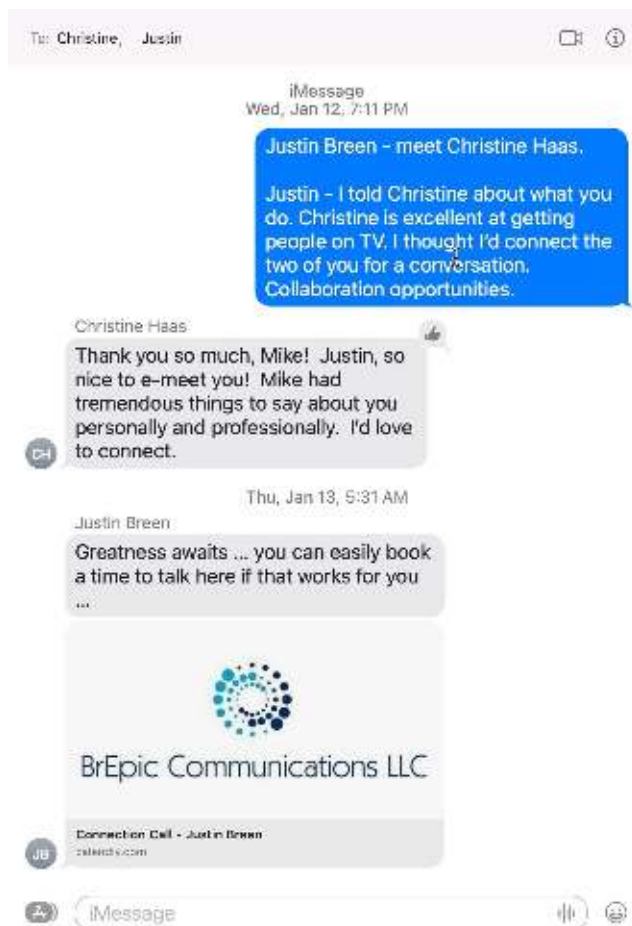 To: Christine, Justin
iMessage
Wed, Jan 12, 7:11 PM
Justin Breen - meet Christine Haas.
Justin - I told Christine about what you
do. Christine is excellent at getting
people on TV. I thought I'd connect the
two of you for a conversation.
Collaboration opportunities.
Christine Haas
Thank you so much, Mike! Justin, so
nice to e-meet you! Mike had
tremendous things to say about you
personally and professionally. I'd love
to connect.
CH
Thu, Jan 13, 5:31 AM
Justin Breen
Greatness awaits ... you can easily book
a time to talk here if that works for you
...
BrEpic Communications LLC
Connection Call - Justin Breen
calendly.com
JB
iMessage